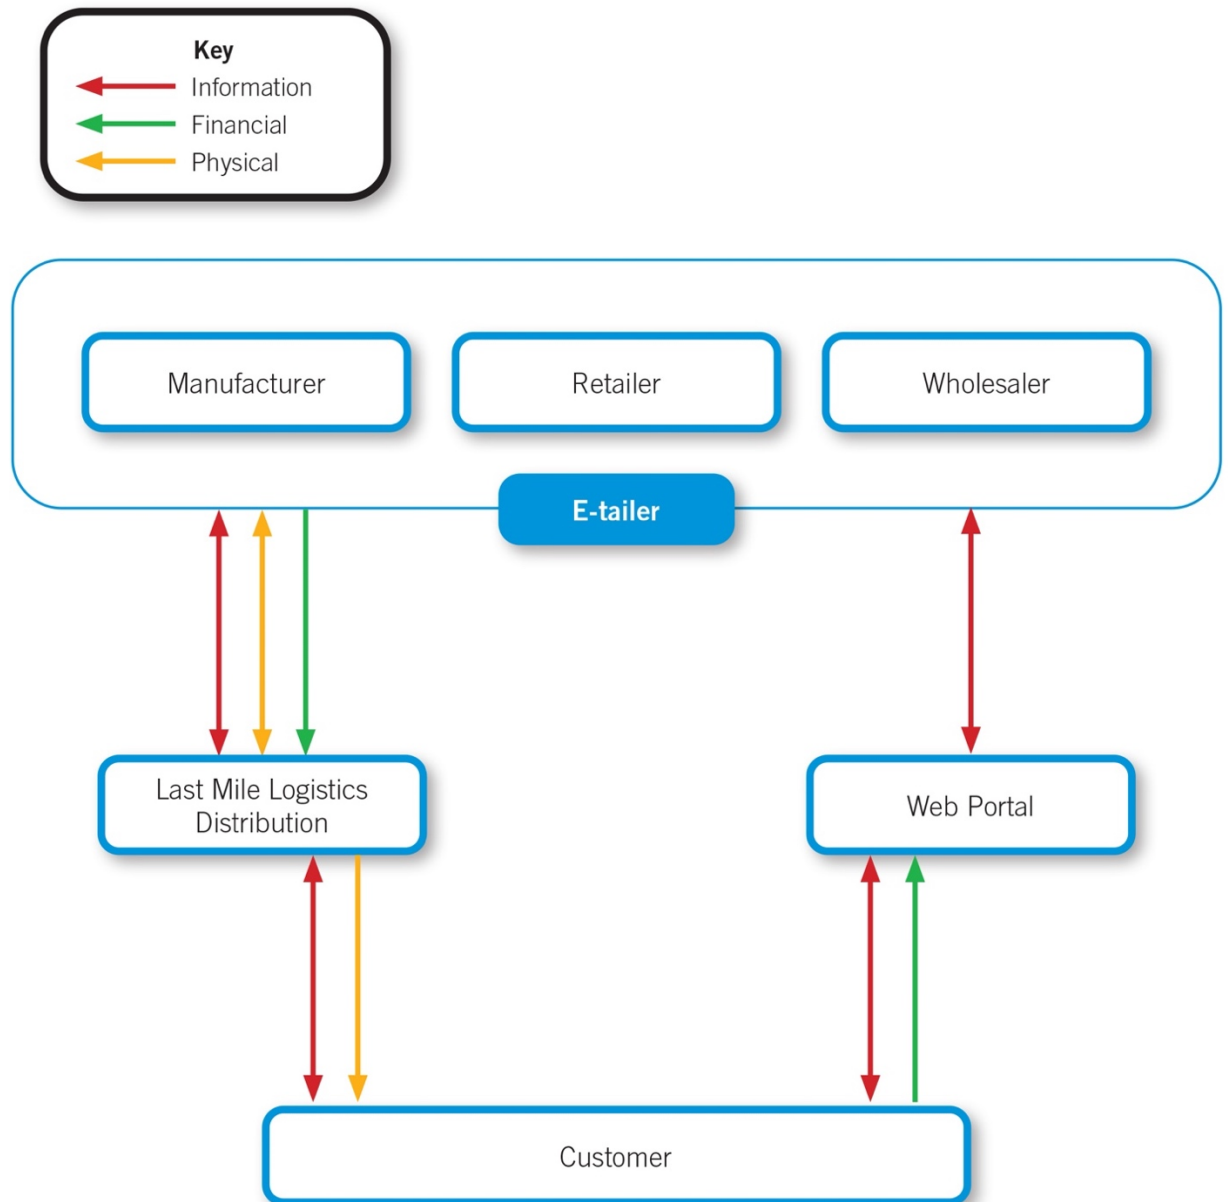 Key
Information
Financial
Physical
Manufacturer
Retailer
Wholesaler
E-tailer
Last Mile Logistics
Distribution
Web Portal
Customer